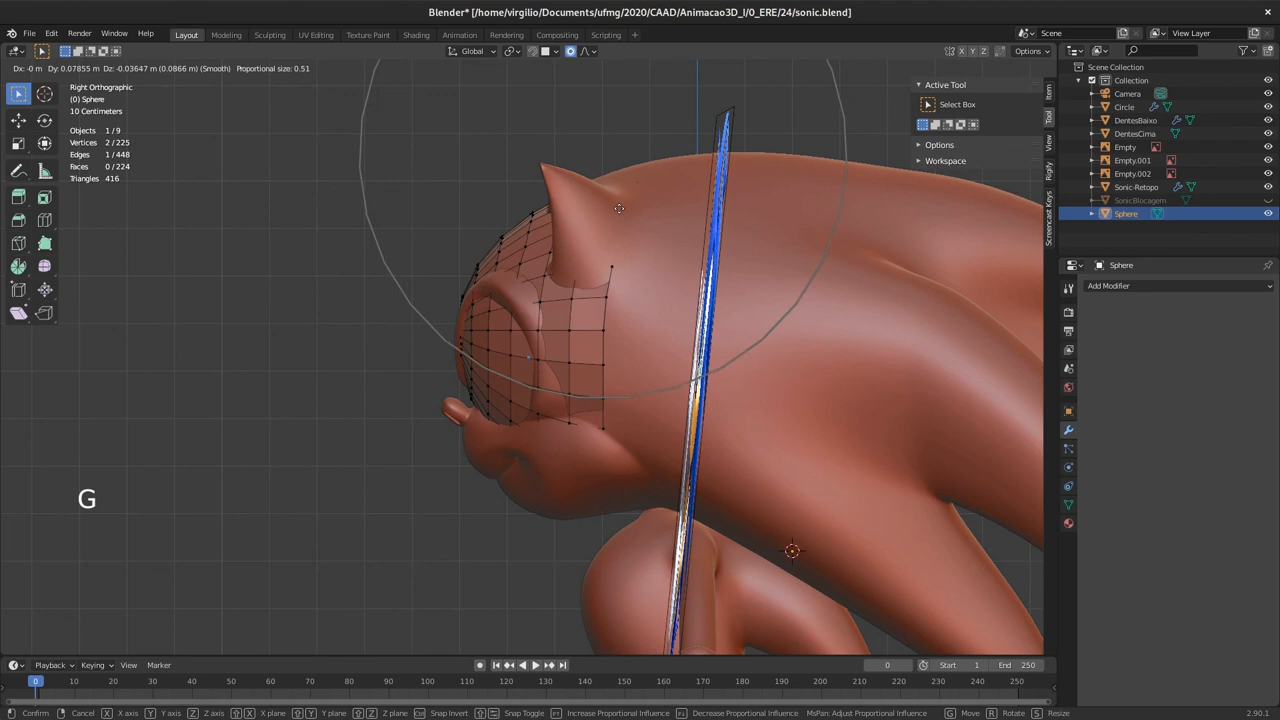 Blender* [/home/virgilio/Documents/ufmg/2020/CAAD/Animacao3D_I/0_ERE/24/sonic.blend]
File Edit Render Window Help Layout Modeling Sculpting UV Editing Texture Paint Shading Animation Compositing Scripting + Scene View Layer
Global Options
Dx: -0 m Dy: 0.07855 m Dz: -0.03647 m (0.0866 m) (Smooth) Proportional size: 0.51
X Y Z Options
Right Orthographic
(0) Sphere
10 Centimeters
Objects 1/9
Vertices 2/225
Edges 1/448
Faces 0/224
Triangles 416
Active Tool
Select Box
Options
Workspace
Item
Tool
View
Rigify
Screencast Keys
Scene Collection
Collection
Camera
Circle
DentesBaixo
DentesCima
Empty
Empty.001
Empty.002
Sonic-Retopo
SonicBlocagem
Sphere
Sphere
Add Modifier
G
Playback Keying View Marker 0 Start 1 End 250
0 10 20 30 40 50 60 70 80 90 100 110 120 130 140 150 160 170 180 190 200 210 220 230 240 250
Confirm Cancel X X axis Y Y axis Z Z axis X X plane Y Y plane Z Z plane Snap Invert Snap Toggle Increase Proportional Influence Decrease Proportional Influence MsPan: Adjust Proportional Influence G Move R Rotate S Resize 2.90.1